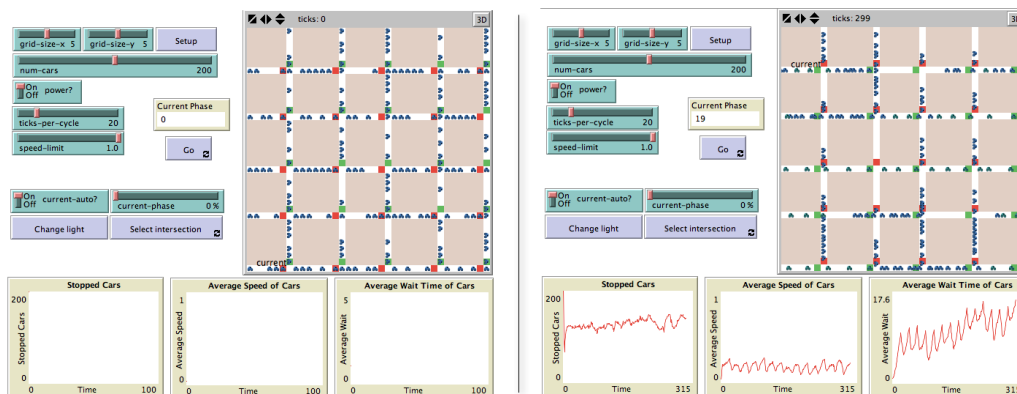 ticks: 0
3D
grid-size-x 5
grid-size-y 5
Setup
num-cars 200
On
Off
power?
Current Phase
0
ticks-per-cycle 20
speed-limit 1.0
Go
On
Off
current-auto?
current-phase 0 %
Change light
Select intersection
current
Stopped Cars
200
Stopped Cars
0
0
Time
100
Average Speed of Cars
1
Average Speed
0
0
Time
100
Average Wait Time of Cars
5
Average Wait
0
0
Time
100
ticks: 299
3D
grid-size-x 5
grid-size-y 5
Setup
num-cars 200
On
Off
power?
Current Phase
19
ticks-per-cycle 20
speed-limit 1.0
Go
On
Off
current-auto?
current-phase 0 %
Change light
Select intersection
current
Stopped Cars
200
Stopped Cars
0
0
Time
315
Average Speed of Cars
1
Average Speed
0
0
Time
315
Average Wait Time of Cars
17.6
Average Wait
0
0
Time
315